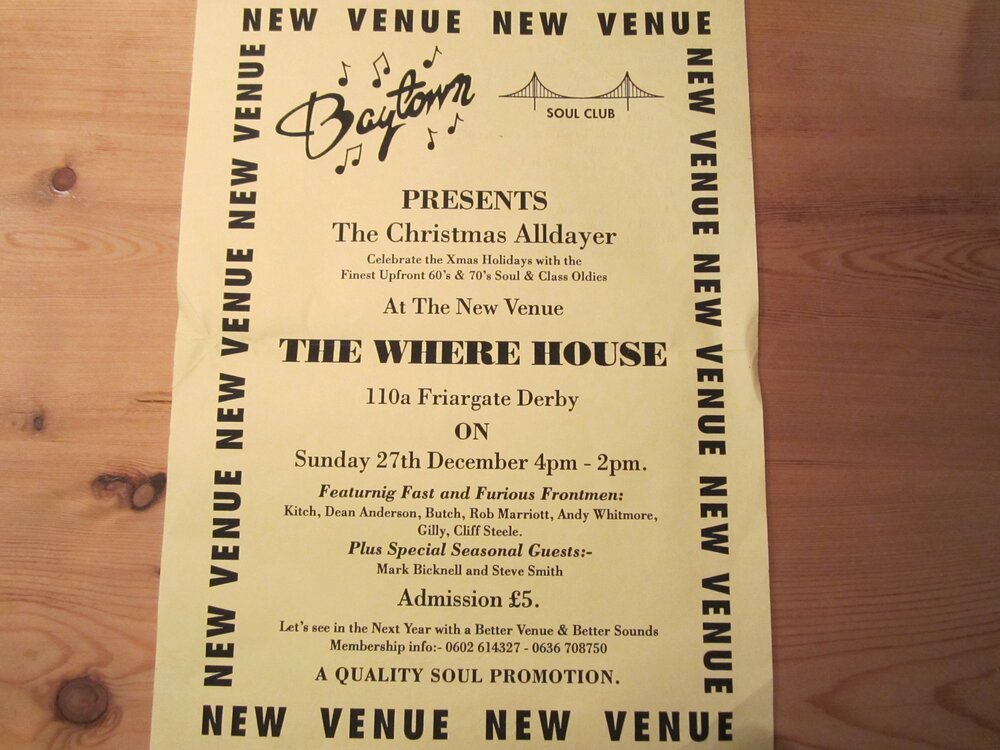 NEW VENUE NEW VENUE
Baytown
SOUL CLUB
PRESENTS
The Christmas Alldayer
Celebrate the Xmas Holidays with the
Finest Upfront 60's & 70's Soul & Class Oldies
At The New Venue
THE WHERE HOUSE
110a Friargate Derby
ON
Sunday 27th December 4pm - 2pm.
Featurnig Fast and Furious Frontmen:
Kitch, Dean Anderson, Butch, Rob Marriott, Andy Whitmore,
Gilly, Cliff Steele.
Plus Special Seasonal Guests:-
Mark Bicknell and Steve Smith
Admission £5.
Let's see in the Next Year with a Better Venue & Better Sounds
Membership info:- 0602 614327 - 0636 708750
A QUALITY SOUL PROMOTION.
NEW VENUE NEW VENUE
NEW VENUE NEW VENUE NEW VENUE
NEW VENUE NEW VENUE NEW VENUE